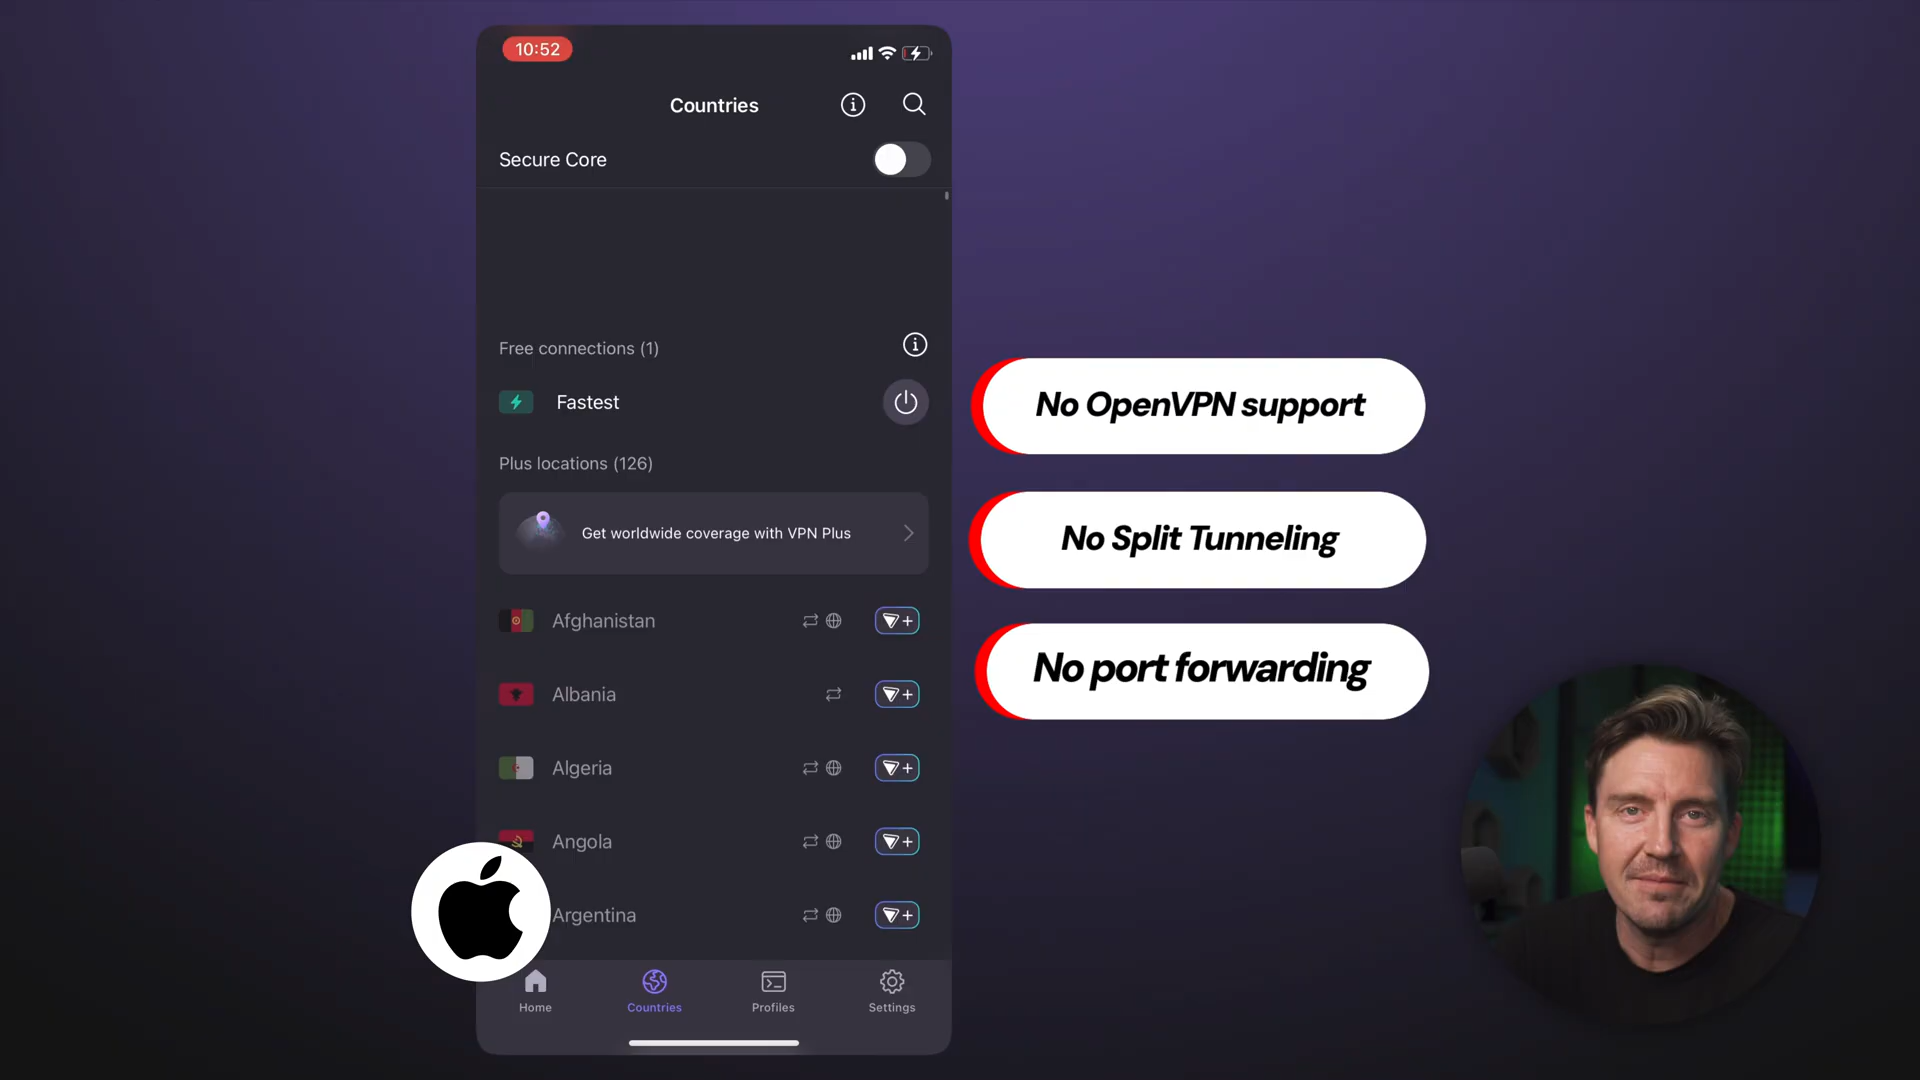 10:52
Countries
Secure Core
Free connections (1)
Fastest
Plus locations (126)
Get worldwide coverage with VPN Plus
Afghanistan
Albania
Algeria
Angola
Argentina
Home
Countries
Profiles
Settings
No OpenVPN support
No Split Tunneling
No port forwarding